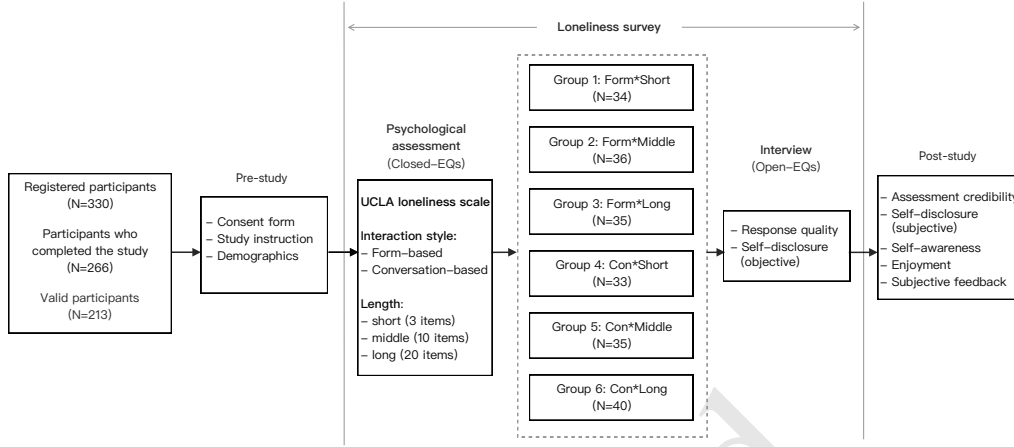 Loneliness survey
Registered participants
(N=330)
Participants who
completed the study
(N=266)
Valid participants
(N=213)
Pre-study
– Consent form
– Study instruction
– Demographics
Psychological
assessment
(Closed-EQs)
UCLA loneliness scale
Interaction style:
– Form-based
– Conversation-based
Length:
– short (3 items)
– middle (10 items)
– long (20 items)
Group 1: Form*Short
(N=34)
Group 2: Form*Middle
(N=36)
Group 3: Form*Long
(N=35)
Group 4: Con*Short
(N=33)
Group 5: Con*Middle
(N=35)
Group 6: Con*Long
(N=40)
Interview
(Open-EQs)
– Response quality
– Self-disclosure
(objective)
Post-study
– Assessment credibility
– Self-disclosure
(subjective)
– Self-awareness
– Enjoyment
– Subjective feedback